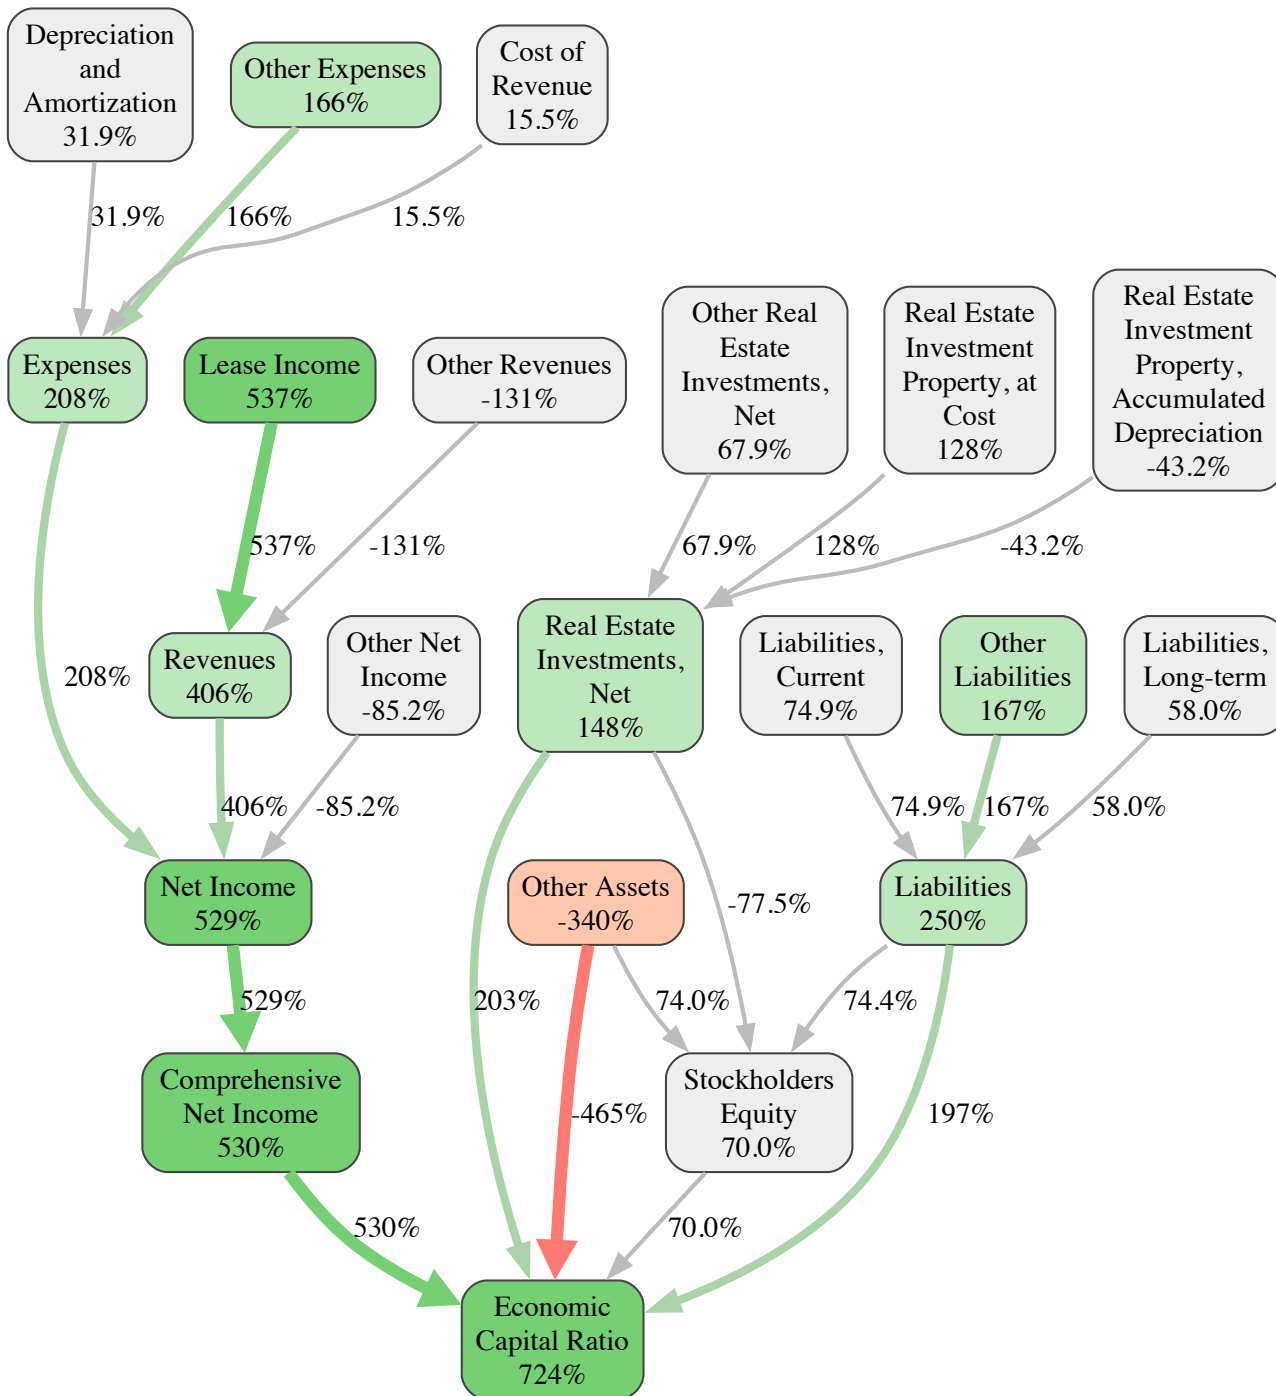 Depreciation
and
Amortization
31.9%
Other Expenses
166%
Cost of
Revenue
15.5%
31.9%
166%
15.5%
Expenses
208%
Lease Income
537%
Other Revenues
-131%
Other Real
Estate
Investments,
Net
67.9%
Real Estate
Investment
Property, at
Cost
128%
Real Estate
Investment
Property,
Accumulated
Depreciation
-43.2%
537%
-131%
67.9%
128%
-43.2%
208%
Revenues
406%
Other Net
Income
-85.2%
Real Estate
Investments,
Net
148%
Liabilities,
Current
74.9%
Other
Liabilities
167%
Liabilities,
Long-term
58.0%
406%
-85.2%
74.9%
167%
58.0%
Net Income
529%
Other Assets
-340%
-77.5%
Liabilities
250%
529%
203%
74.0%
74.4%
Comprehensive
Net Income
530%
-465%
Stockholders
Equity
70.0%
197%
530%
70.0%
Economic
Capital Ratio
724%